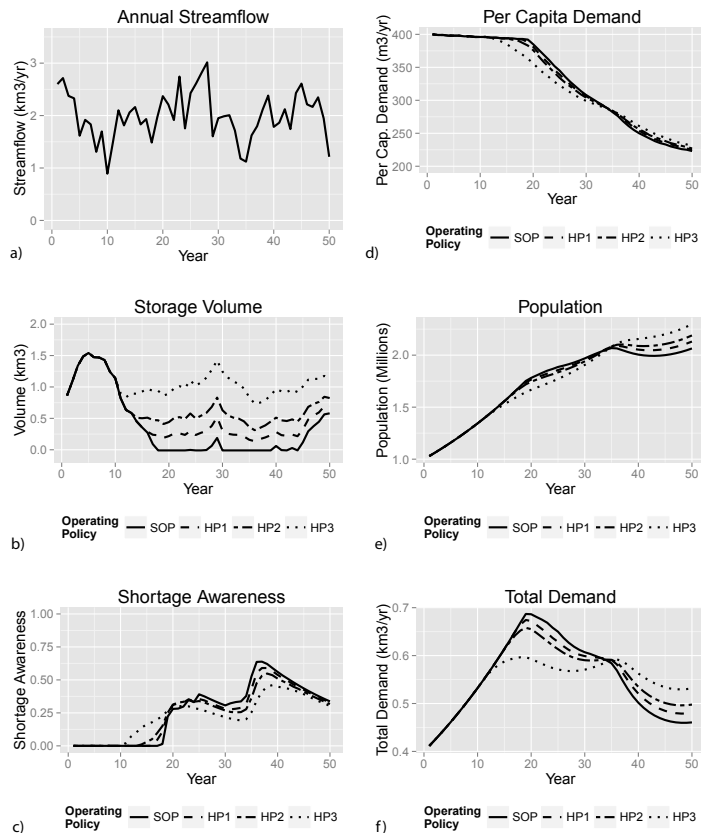 Annual Streamflow
Streamflow (km3/yr)
3
2
1
0
0 10 20 30 40 50
Year
a)
Per Capita Demand
Per Cap. Demand (m3/yr)
400
350
300
250
200
0 10 20 30 40 50
Year
Operating Policy SOP HP1 HP2 HP3
d)
Storage Volume
Volume (km3)
2.0
1.5
1.0
0.5
0.0
0 10 20 30 40 50
Year
Operating Policy SOP HP1 HP2 HP3
b)
Population
Population (Millions)
2.0
1.5
1.0
0 10 20 30 40 50
Year
Operating Policy SOP HP1 HP2 HP3
e)
Shortage Awareness
Shortage Awareness
1.00
0.75
0.50
0.25
0.00
0 10 20 30 40 50
Year
Operating Policy SOP HP1 HP2 HP3
c)
Total Demand
Total Demand (km3/yr)
0.7
0.6
0.5
0.4
0 10 20 30 40 50
Year
Operating Policy SOP HP1 HP2 HP3
f)